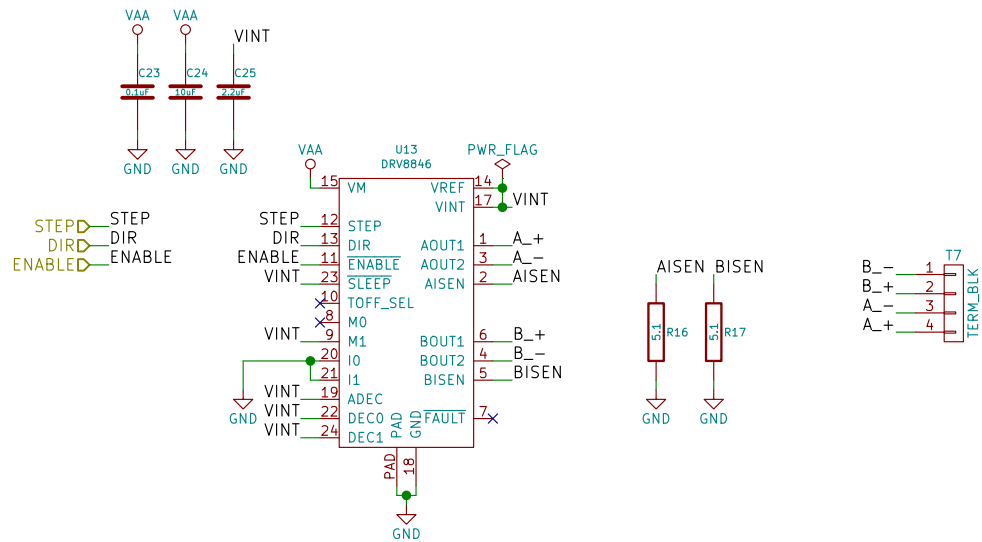 VAA
VAA
VINT
C23
0.1uF
C24
10uF
C25
2.2uF
GND
GND
GND
STEP STEP
DIR DIR
ENABLE ENABLE
U13
DRV8846
VAA
PWR_FLAG
15 VM
STEP 12 STEP
DIR 13 DIR
ENABLE 11 ENABLE
VINT 23 SLEEP
10 TOFF_SEL
8 M0
VINT 9 M1
20 I0
21 I1
VINT 19 ADEC
VINT 22 DEC0
VINT 24 DEC1
GND
VREF 14
VINT 17 VINT
AOUT1 1 A_+
AOUT2 3 A_-
AISEN 2 AISEN
BOUT1 6 B_+
BOUT2 4 B_-
BISEN 5 BISEN
FAULT 7
PAD
GND
PAD
18
GND
AISEN
BISEN
5.1
R16
5.1
R17
GND
GND
T7
B_- 1
B_+ 2
A_- 3
A_+ 4
TERM_BLK